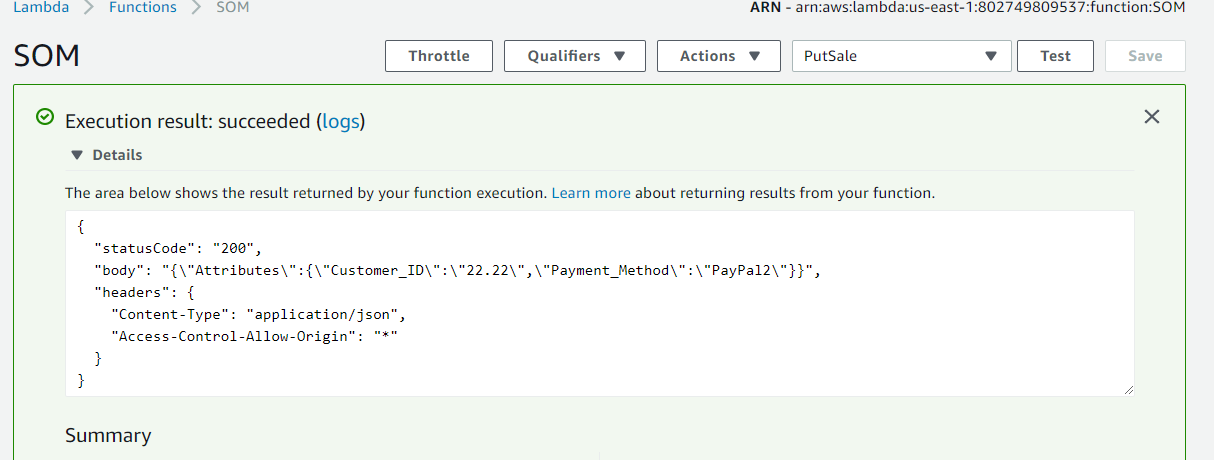 Lambda > Functions > SOM
ARN - arn:aws:lambda:us-east-1:802749809537:function:SOM
SOM
Throttle
Qualifiers
Actions
PutSale
Test
Save
Execution result: succeeded (logs)
Details
The area below shows the result returned by your function execution. Learn more about returning results from your function.
{
  "statusCode": "200",
  "body": "{\"Attributes\":{\"Customer_ID\":\"22.22\",\"Payment_Method\":\"PayPal2\"}}",
  "headers": {
    "Content-Type": "application/json",
    "Access-Control-Allow-Origin": "*"
  }
}
Summary